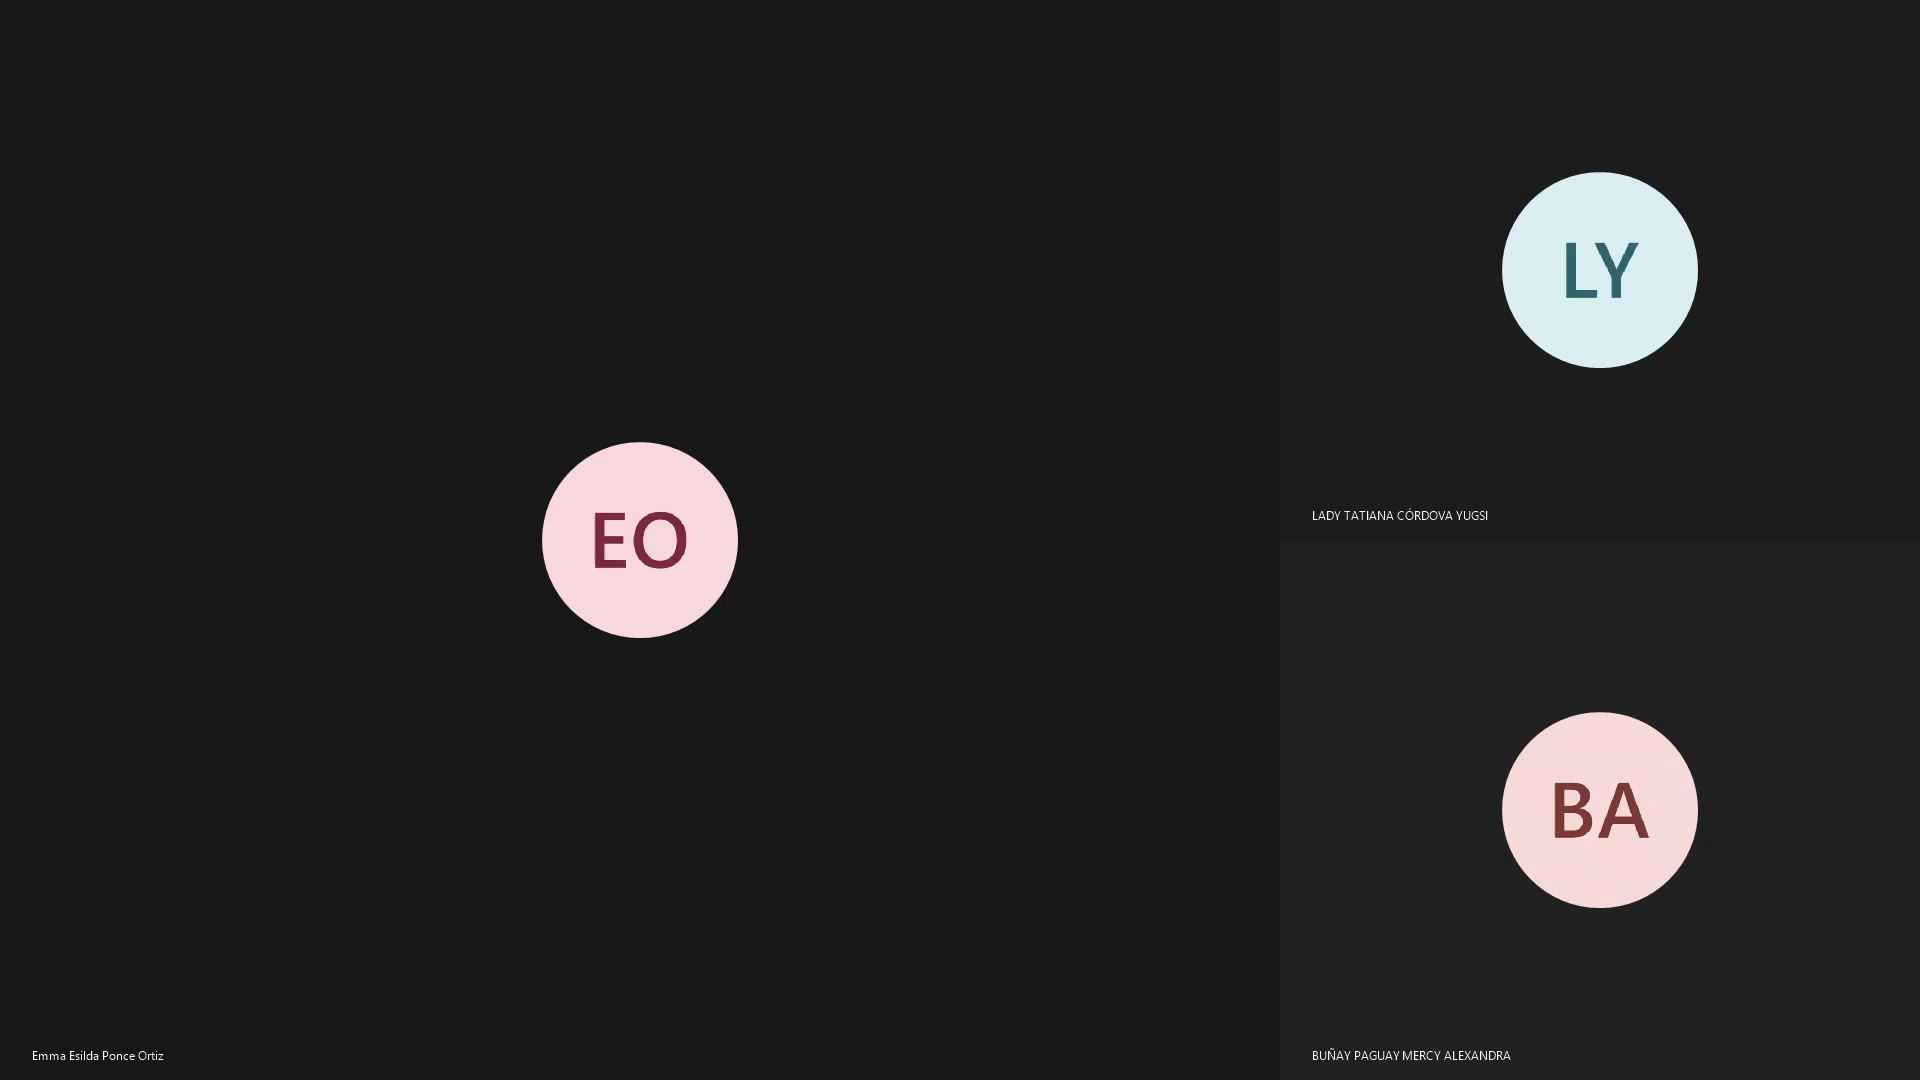 EO
Emma Esilda Ponce Ortiz
LY
LADY TATIANA CÓRDOVA YUGSI
BA
BUÑAY PAGUAY MERCY ALEXANDRA